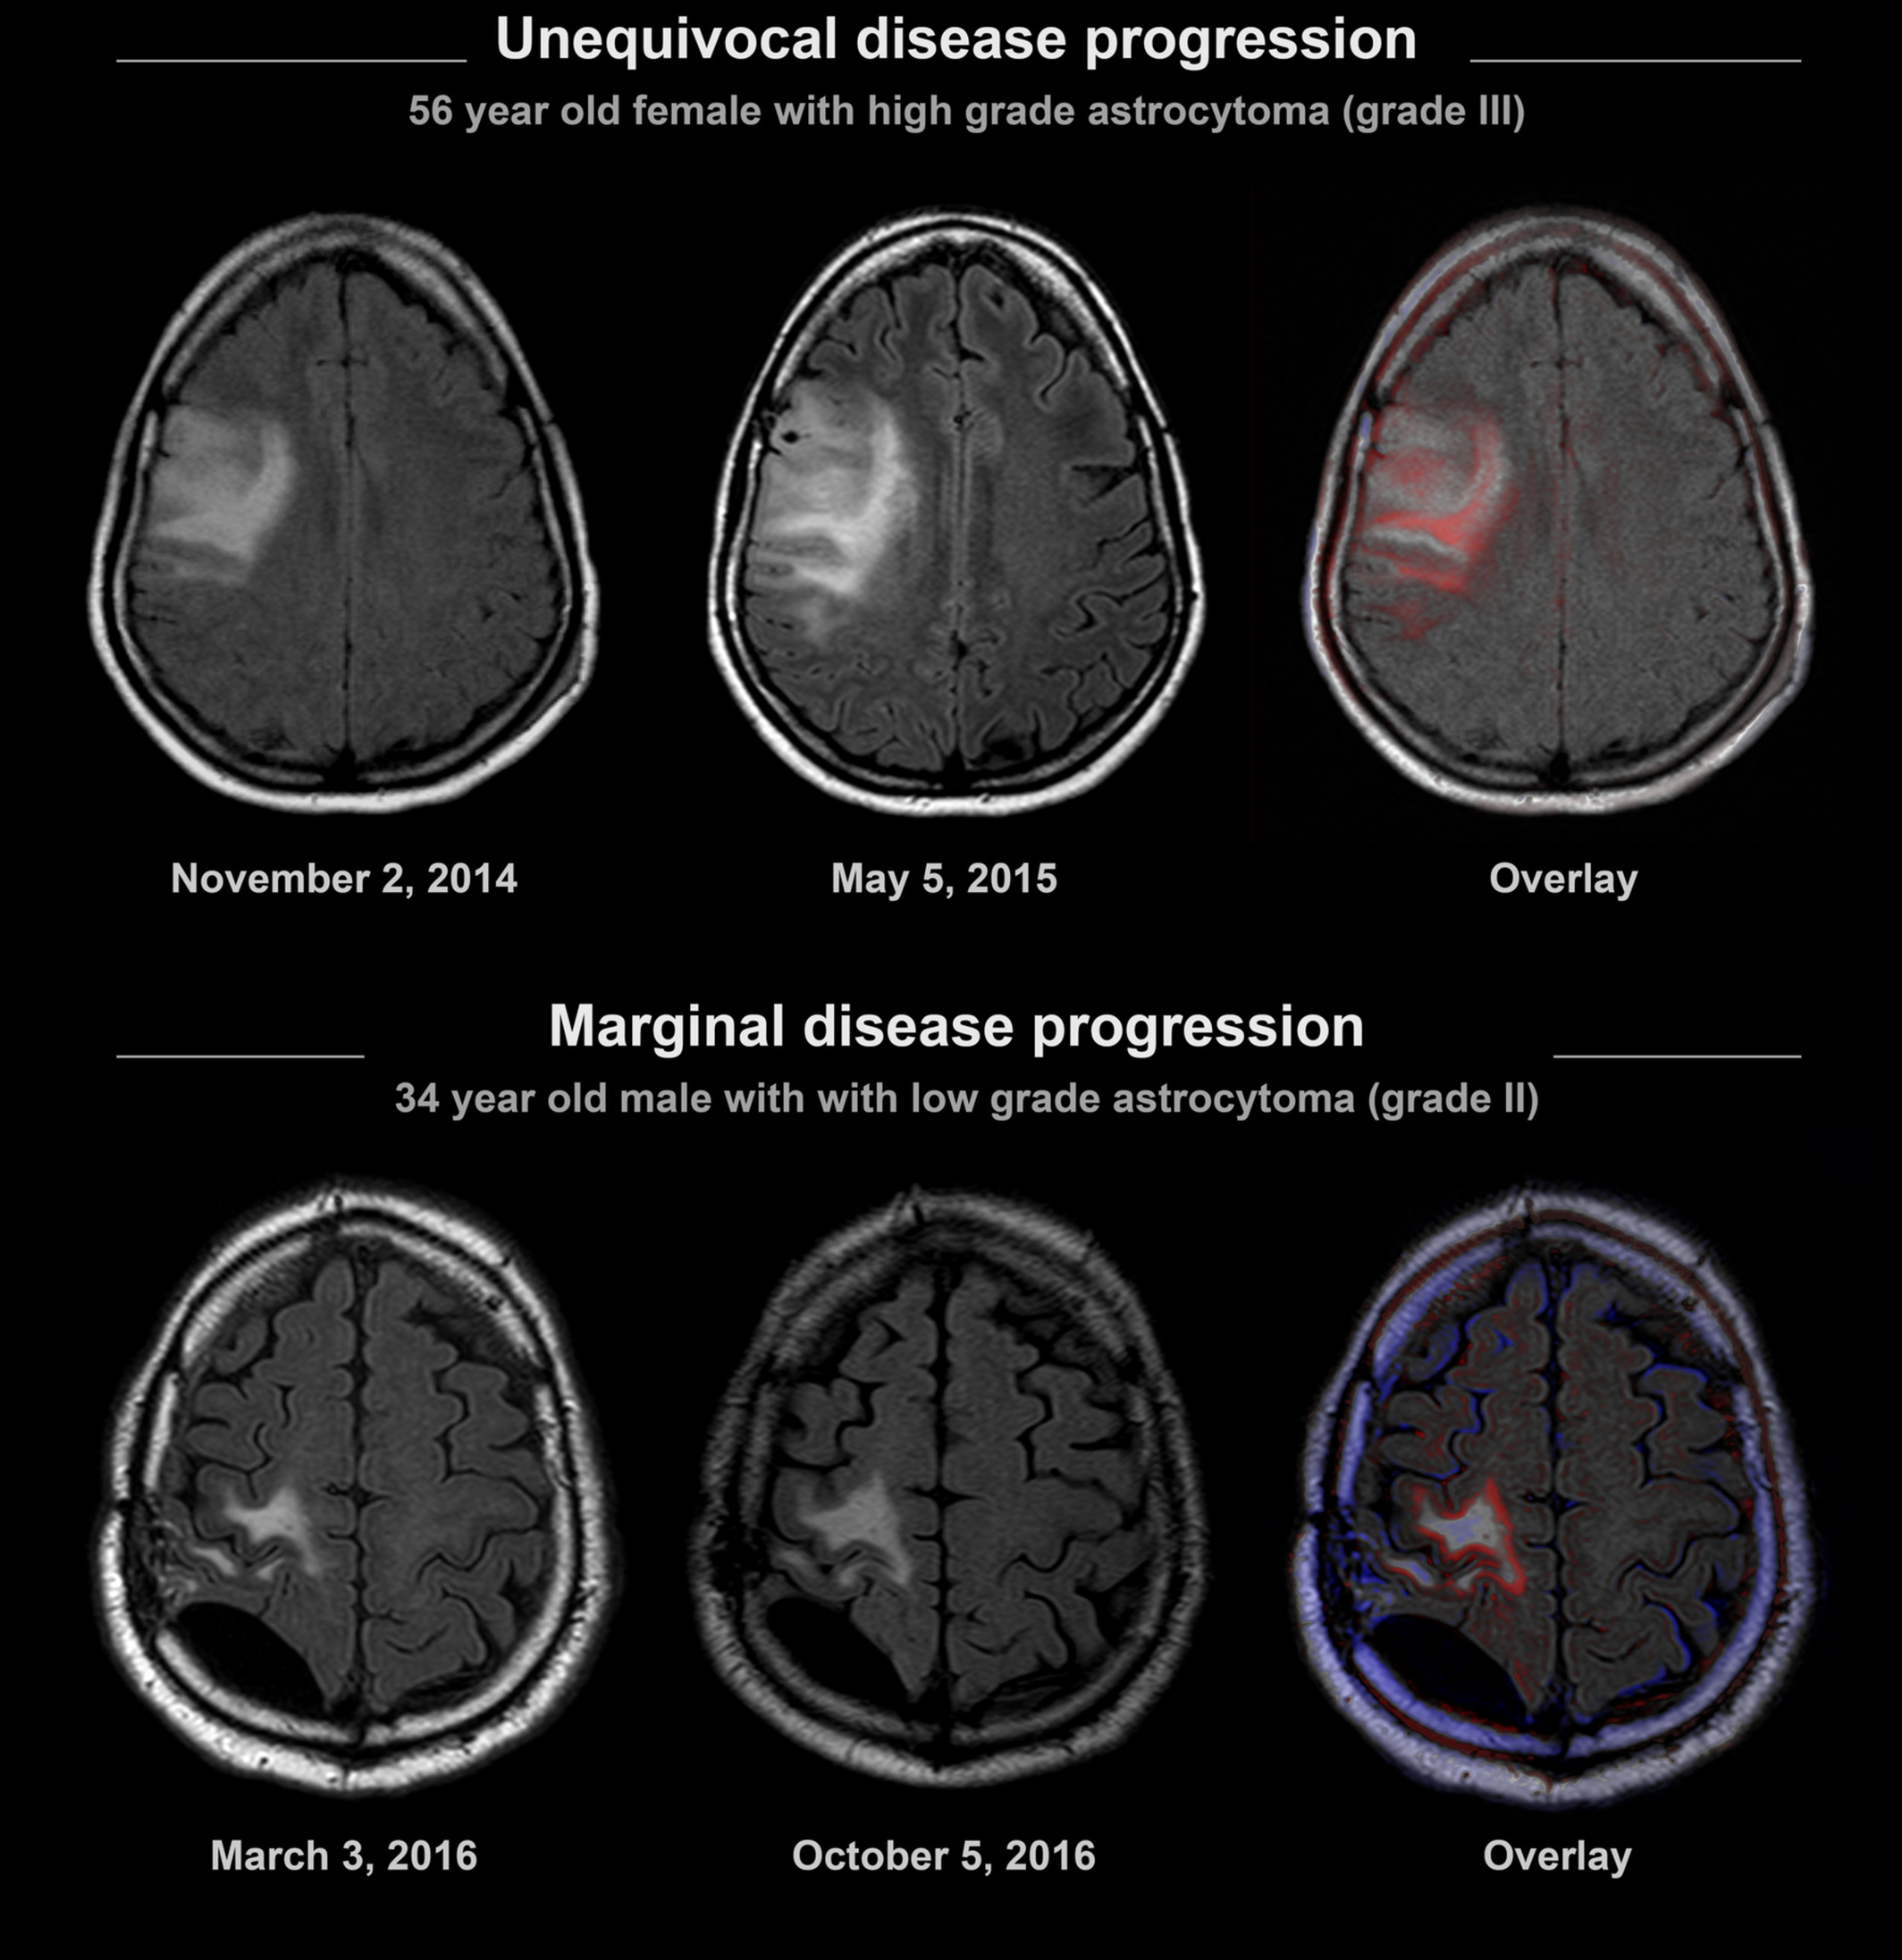 Unequivocal disease progression
56 year old female with high grade astrocytoma (grade III)
November 2, 2014
May 5, 2015
Overlay
Marginal disease progression
34 year old male with with low grade astrocytoma (grade II)
March 3, 2016
October 5, 2016
Overlay